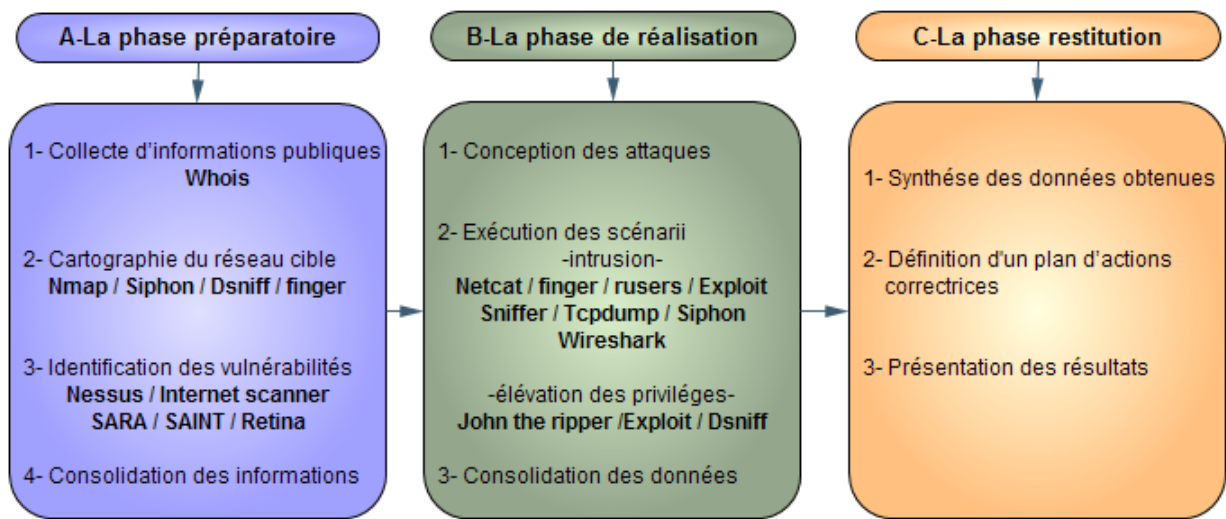 A-La phase préparatoire
1- Collecte d'informations publiques
Whois
2- Cartographie du réseau cible
Nmap / Siphon / Dsniff / finger
3- Identification des vulnérabilités
Nessus / Internet scanner
SARA / SAINT / Retina
4- Consolidation des informations
B-La phase de réalisation
1- Conception des attaques
2- Exécution des scénarii
-intrusion-
Netcat / finger / rusers / Exploit
Sniffer / Tcpdump / Siphon
Wireshark
-élévation des priviléges-
John the ripper /Exploit / Dsniff
3- Consolidation des données
C-La phase restitution
1- Synthése des données obtenues
2- Définition d'un plan d'actions
correctrices
3- Présentation des résultats